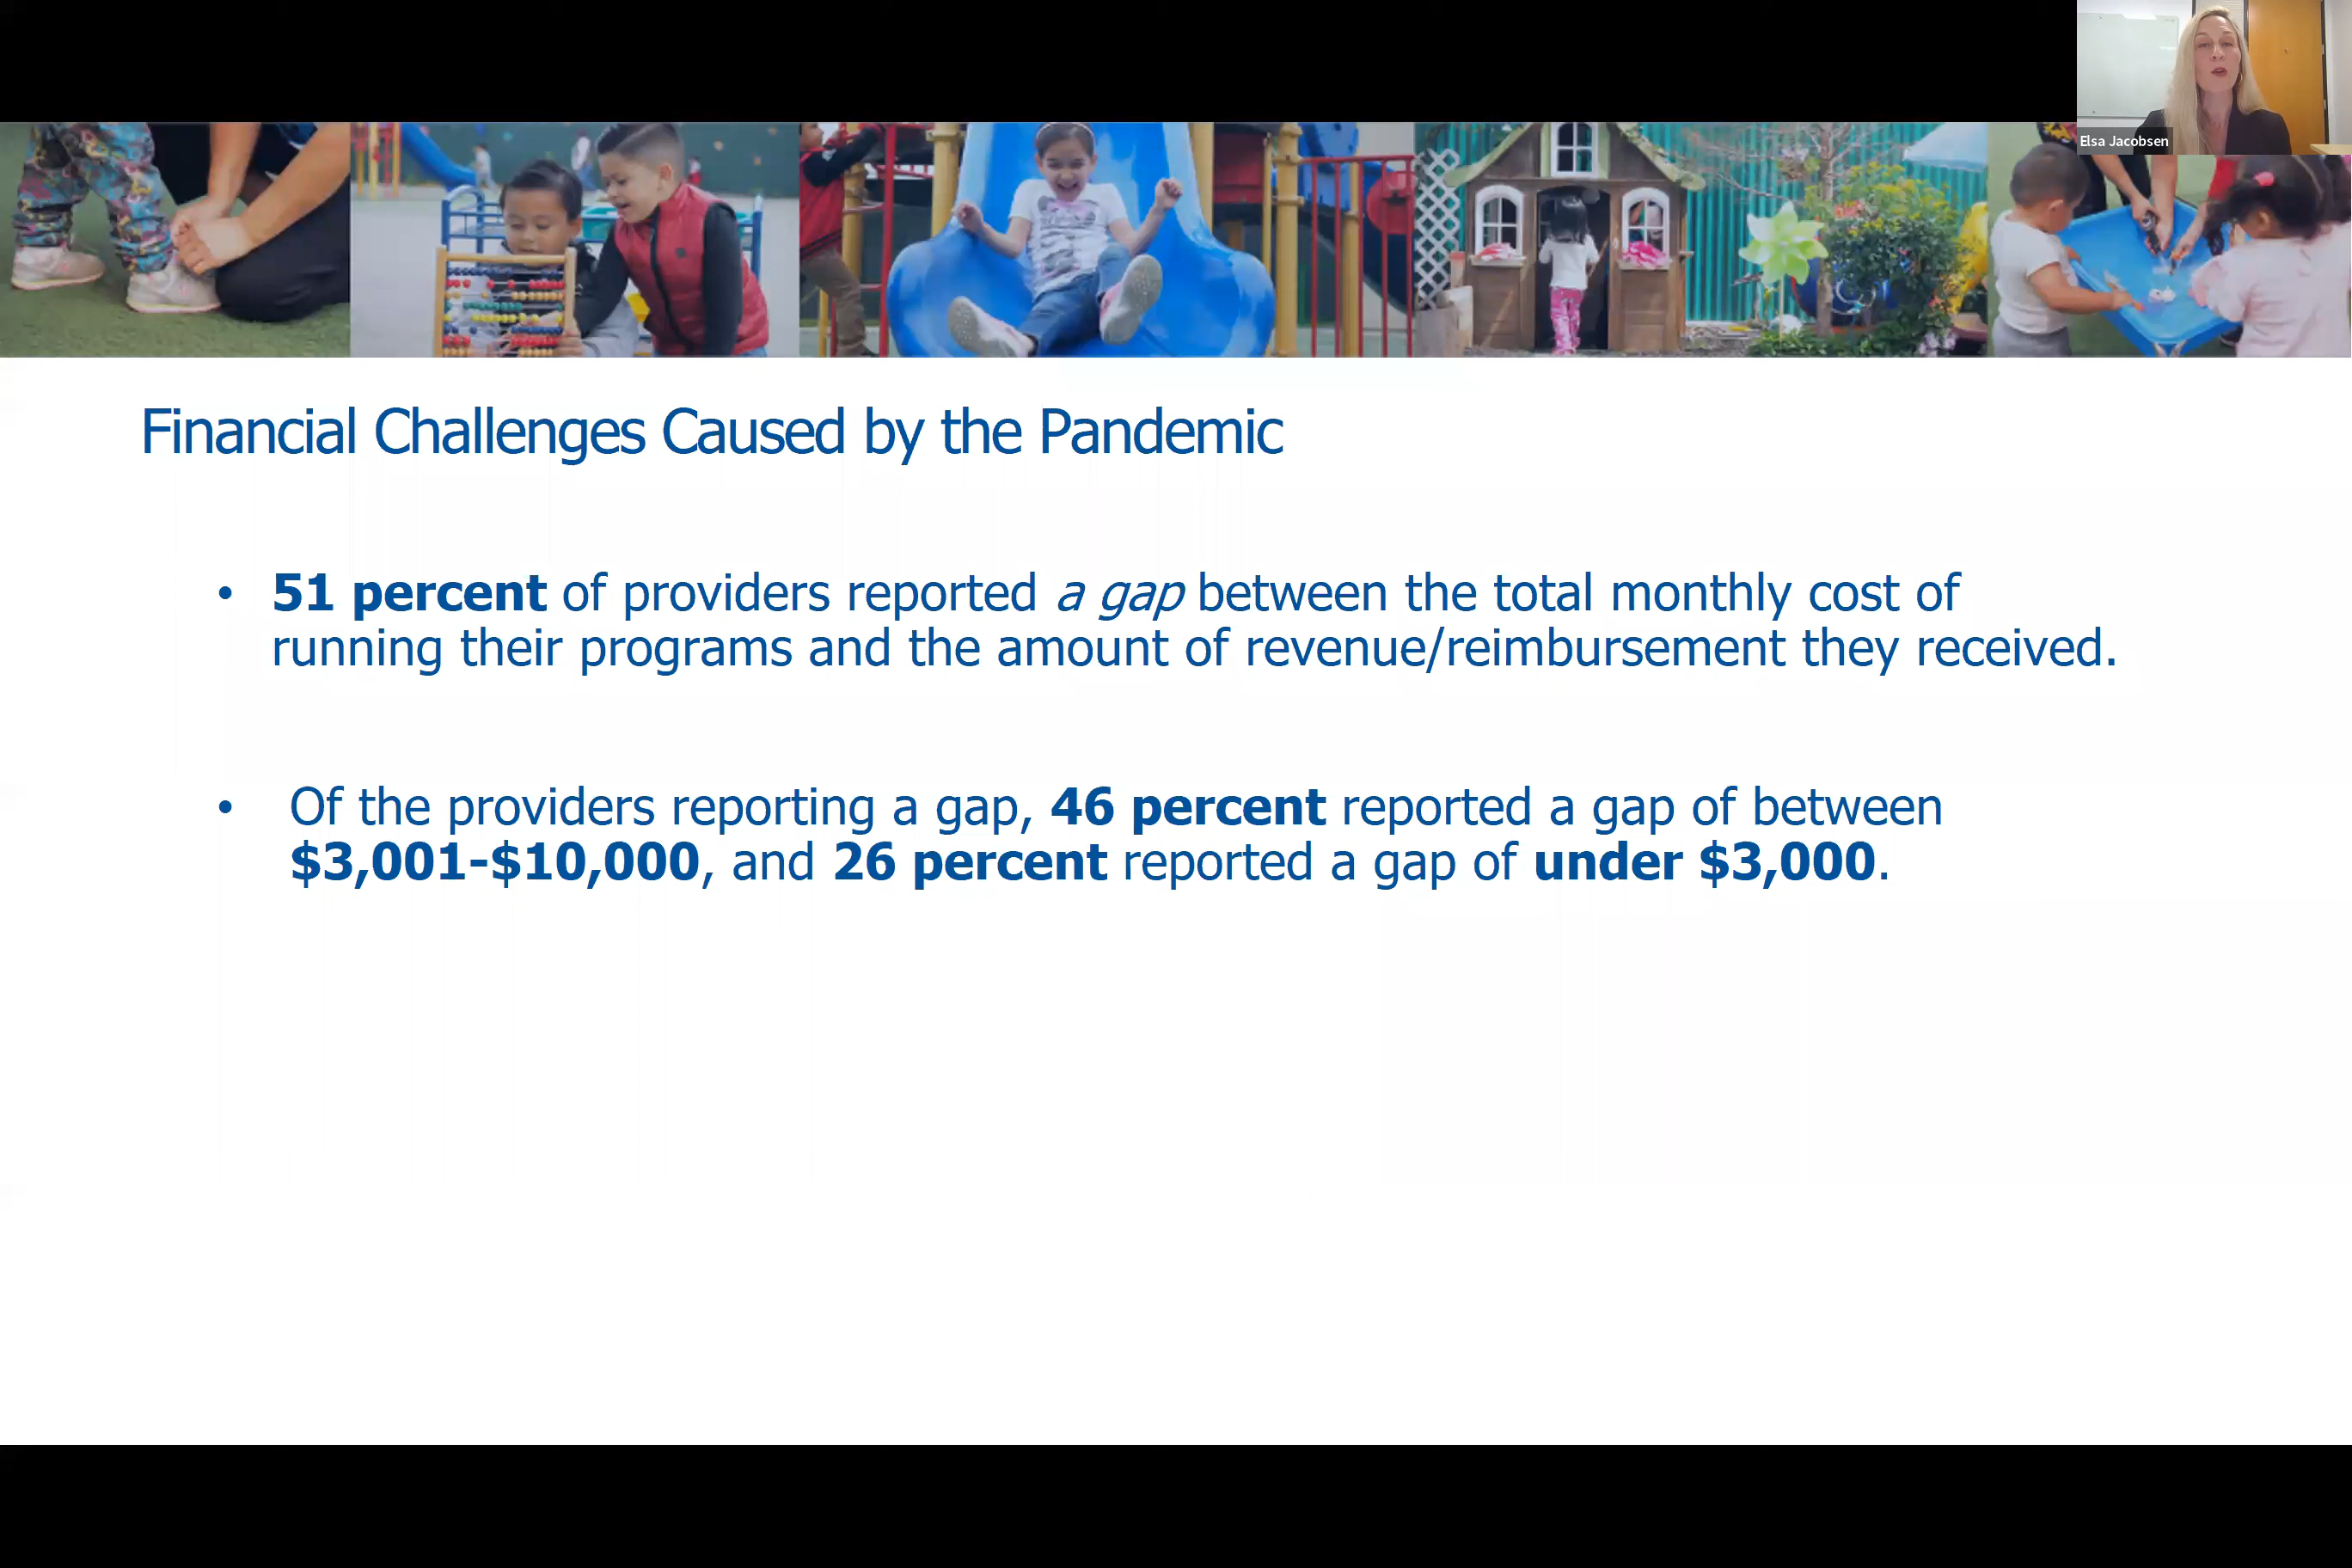 Elsa Jacobsen
Financial Challenges Caused by the Pandemic
• 51 percent of providers reported a gap between the total monthly cost of
running their programs and the amount of revenue/reimbursement they received.
• Of the providers reporting a gap, 46 percent reported a gap of between
$3,001-$10,000, and 26 percent reported a gap of under $3,000.